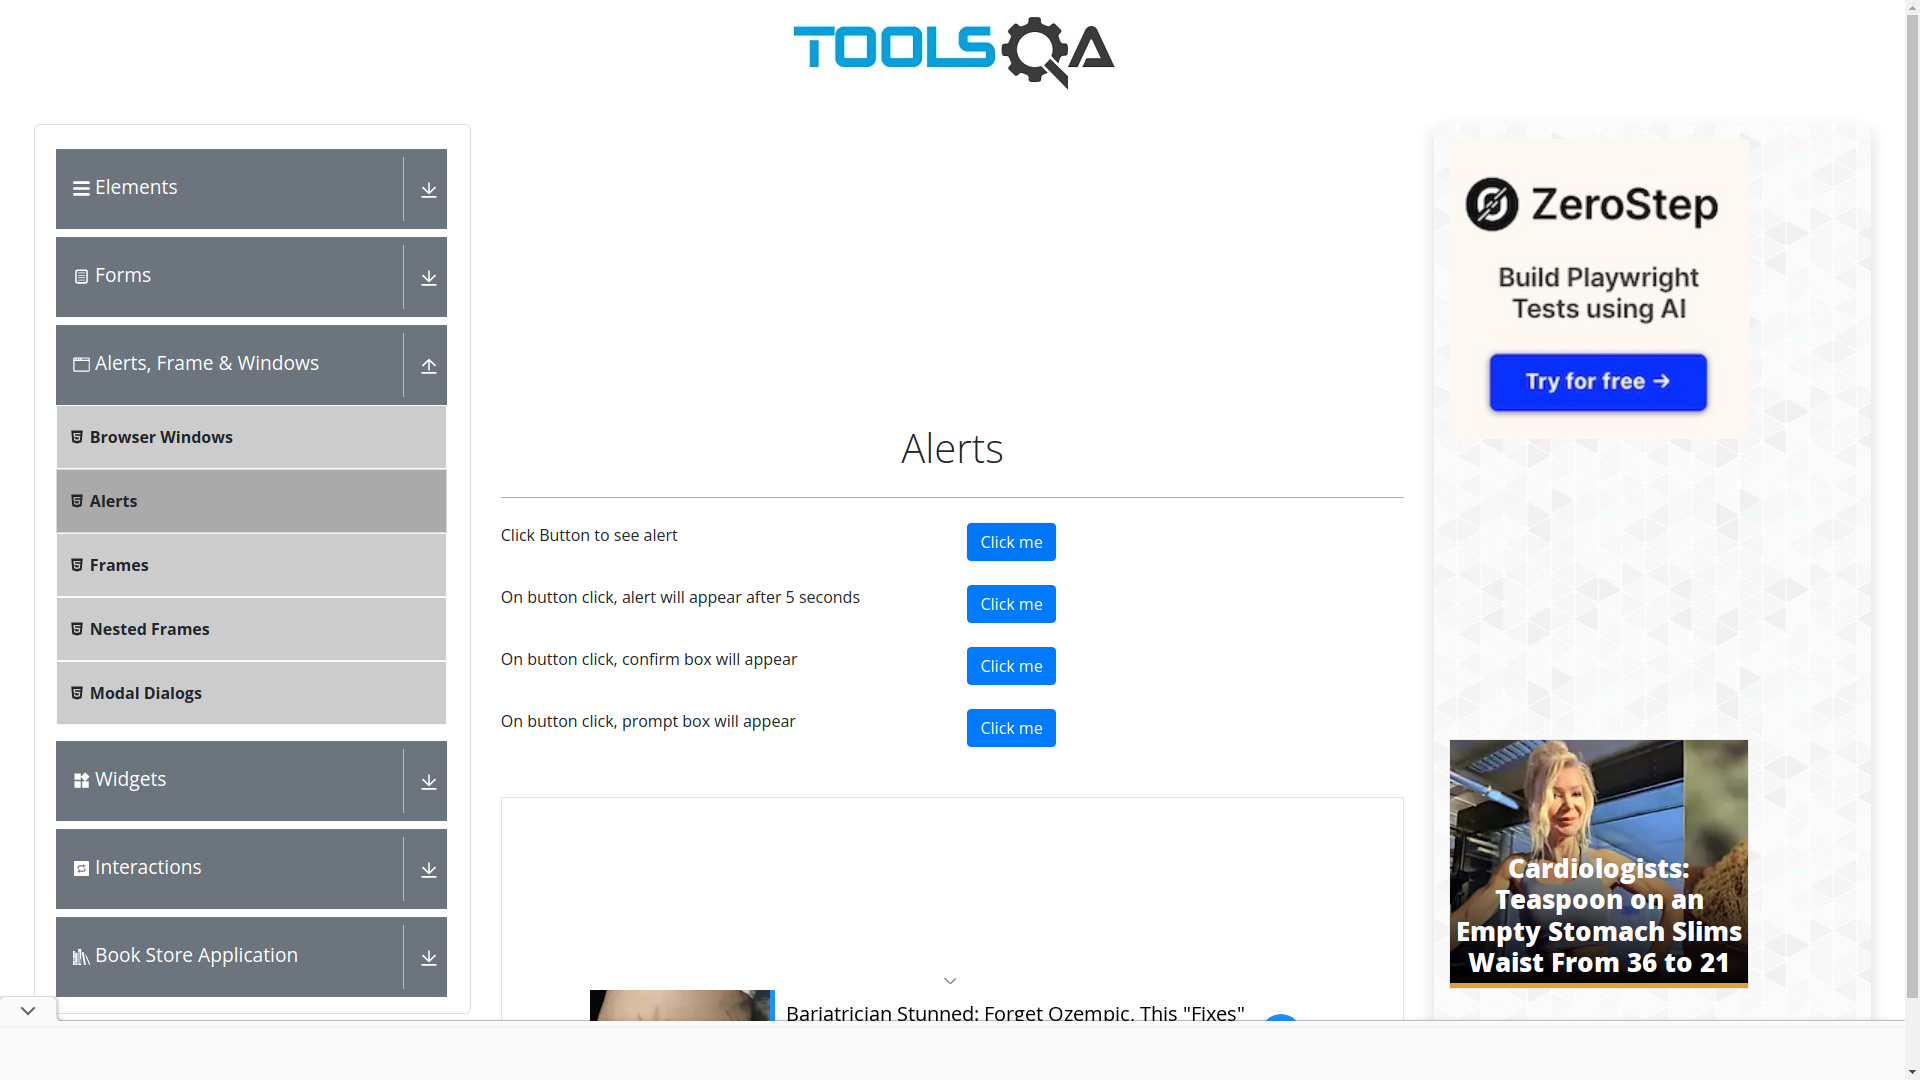 TOOLSQA
Elements
Forms
Alerts, Frame & Windows
Browser Windows
Alerts
Frames
Nested Frames
Modal Dialogs
Widgets
Interactions
Book Store Application
Alerts
Click Button to see alert
Click me
On button click, alert will appear after 5 seconds
Click me
On button click, confirm box will appear
Click me
On button click, prompt box will appear
Click me
Bariatrician Stunned: Forget Ozempic, This "Fixes"
ZeroStep
Build Playwright
Tests using AI
Try for free →
Cardiologists:
Teaspoon on an
Empty Stomach Slims
Waist From 36 to 21